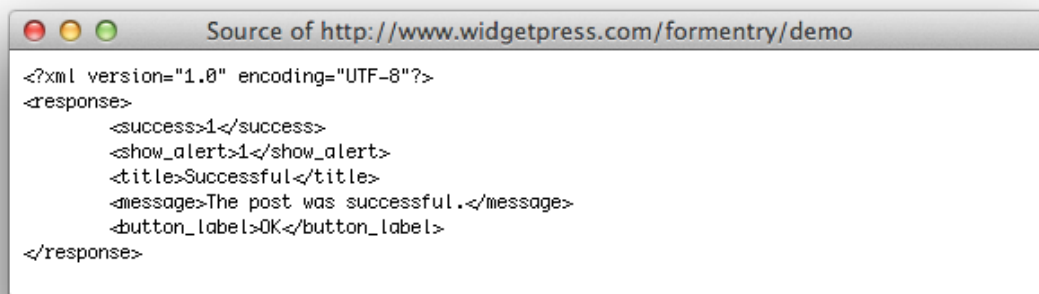 Source of http://www.widgetpress.com/formentry/demo
<?xml version="1.0" encoding="UTF-8"?>
<response>
<success>1</success>
<show_alert>1</show_alert>
<title>Successful</title>
<message>The post was successful.</message>
<button_label>OK</button_label>
</response>